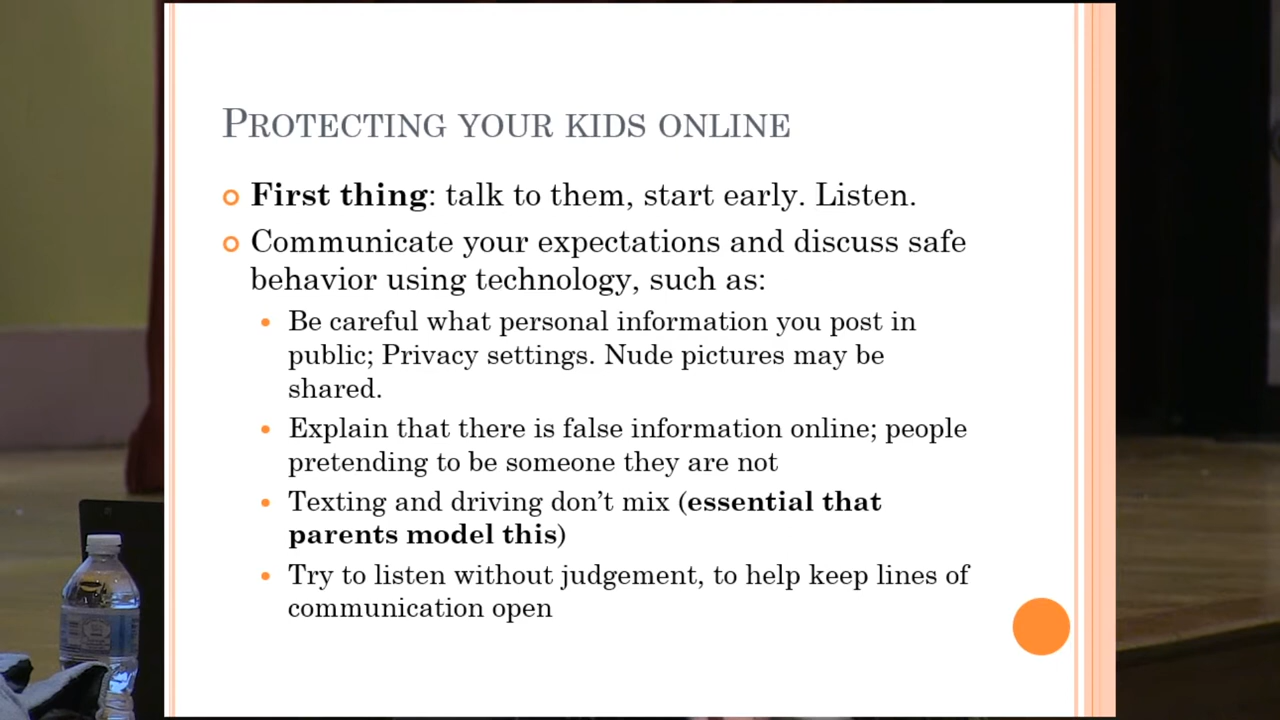 PROTECTING YOUR KIDS ONLINE
First thing: talk to them, start early. Listen.
Communicate your expectations and discuss safe
behavior using technology, such as:
Be careful what personal information you post in
public; Privacy settings. Nude pictures may be
shared.
Explain that there is false information online; people
pretending to be someone they are not
Texting and driving don't mix (essential that
parents model this)
Try to listen without judgement, to help keep lines of
communication open